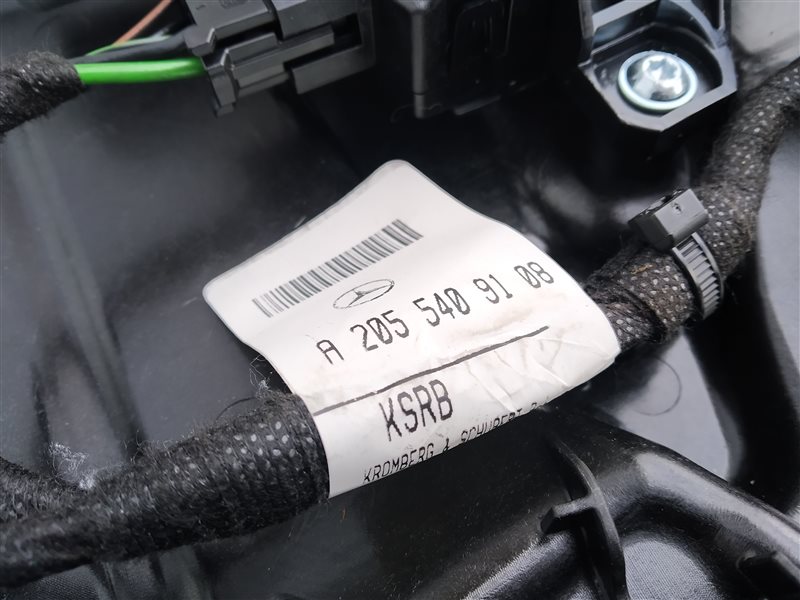 A 205 540 91 08
KSRB
KROMBERG & SCHUBERT